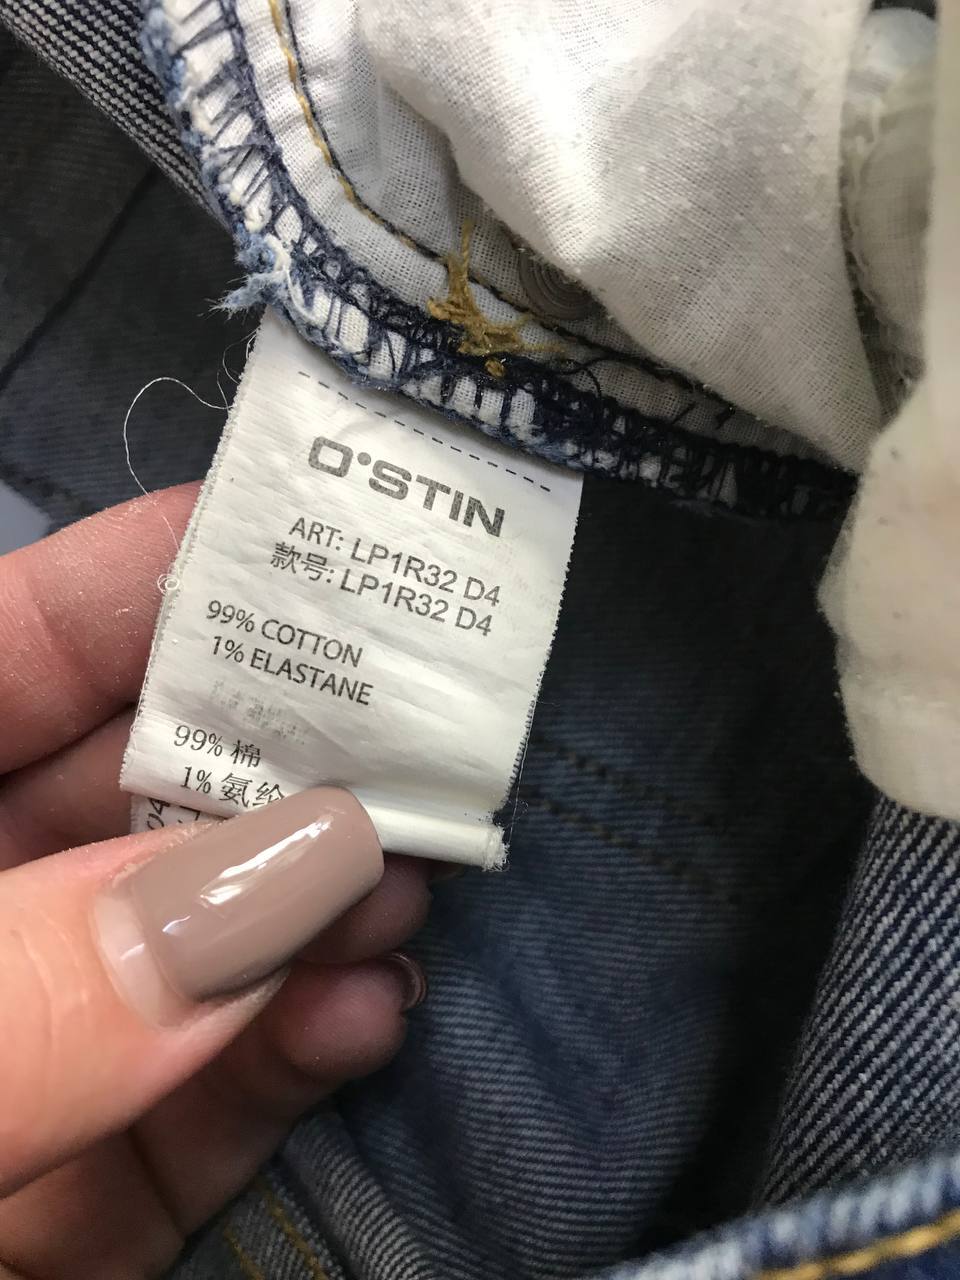 O'STIN
ART: LP1R32 D4
款号: LP1R32 D4
99% COTTON
1% ELASTANE
99% 棉
1% 氨纶